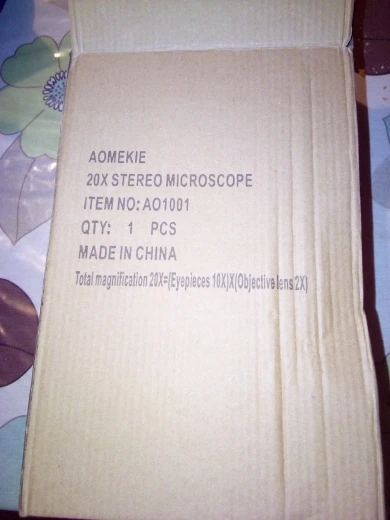 AOMEKIE
20X STEREO MICROSCOPE
ITEM NO: AO1001
QTY: 1 PCS
MADE IN CHINA
Total magnification 20X=(Eyepieces 10X)X(Objective lens 2X)